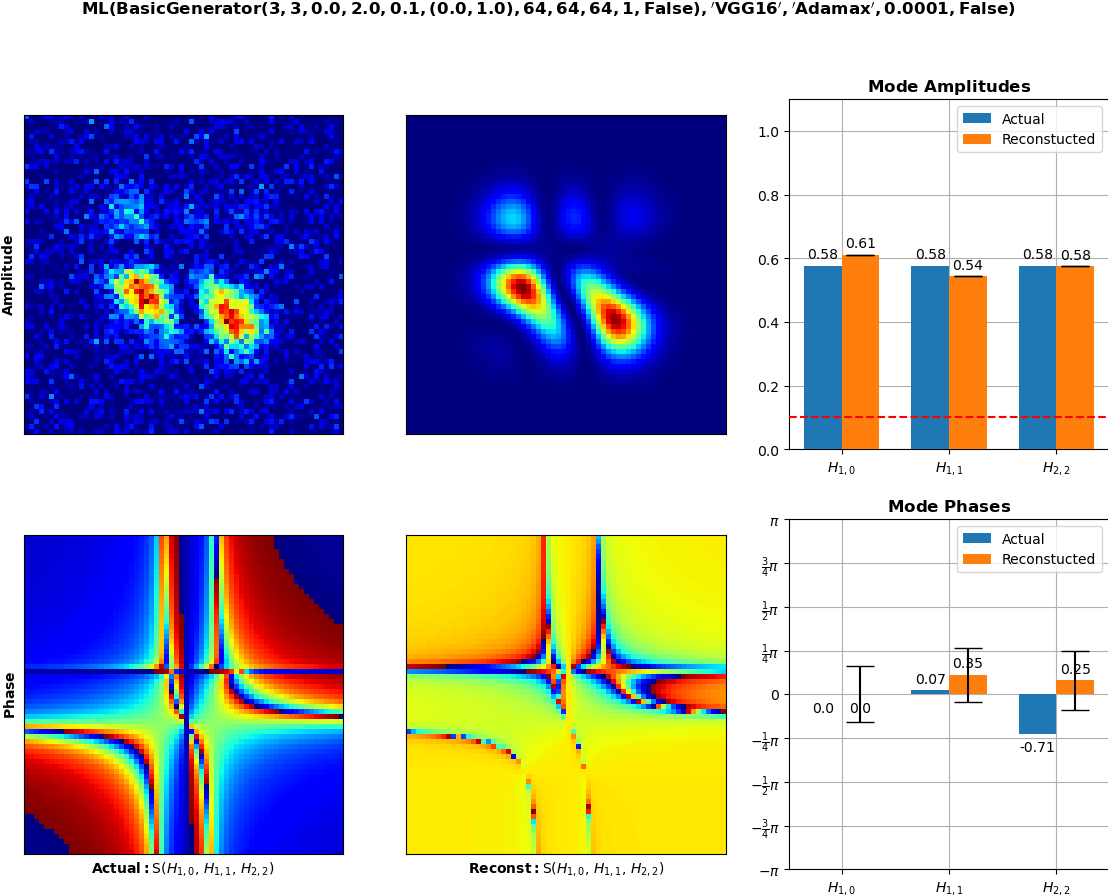 ML(BasicGenerator(3, 3, 0.0, 2.0, 0.1, (0.0, 1.0), 64, 64, 64, 1, False), ′VGG16′, ′Adamax′, 0.0001, False)
Mode Amplitudes
Amplitude
Actual
Reconstucted
1.0
0.8
0.6
0.4
0.2
0.0
0.58 0.61 0.58 0.54 0.58 0.58
H1,0 H1,1 H2,2
Mode Phases
Phase
Actual
Reconstucted
π
3/4π
1/2π
1/4π
0
−1/4π
−1/2π
−3/4π
−π
0.0 0.0 0.07 0.35 -0.71 0.25
H1,0 H1,1 H2,2
Actual: S(H1,0, H1,1, H2,2)
Reconst: S(H1,0, H1,1, H2,2)